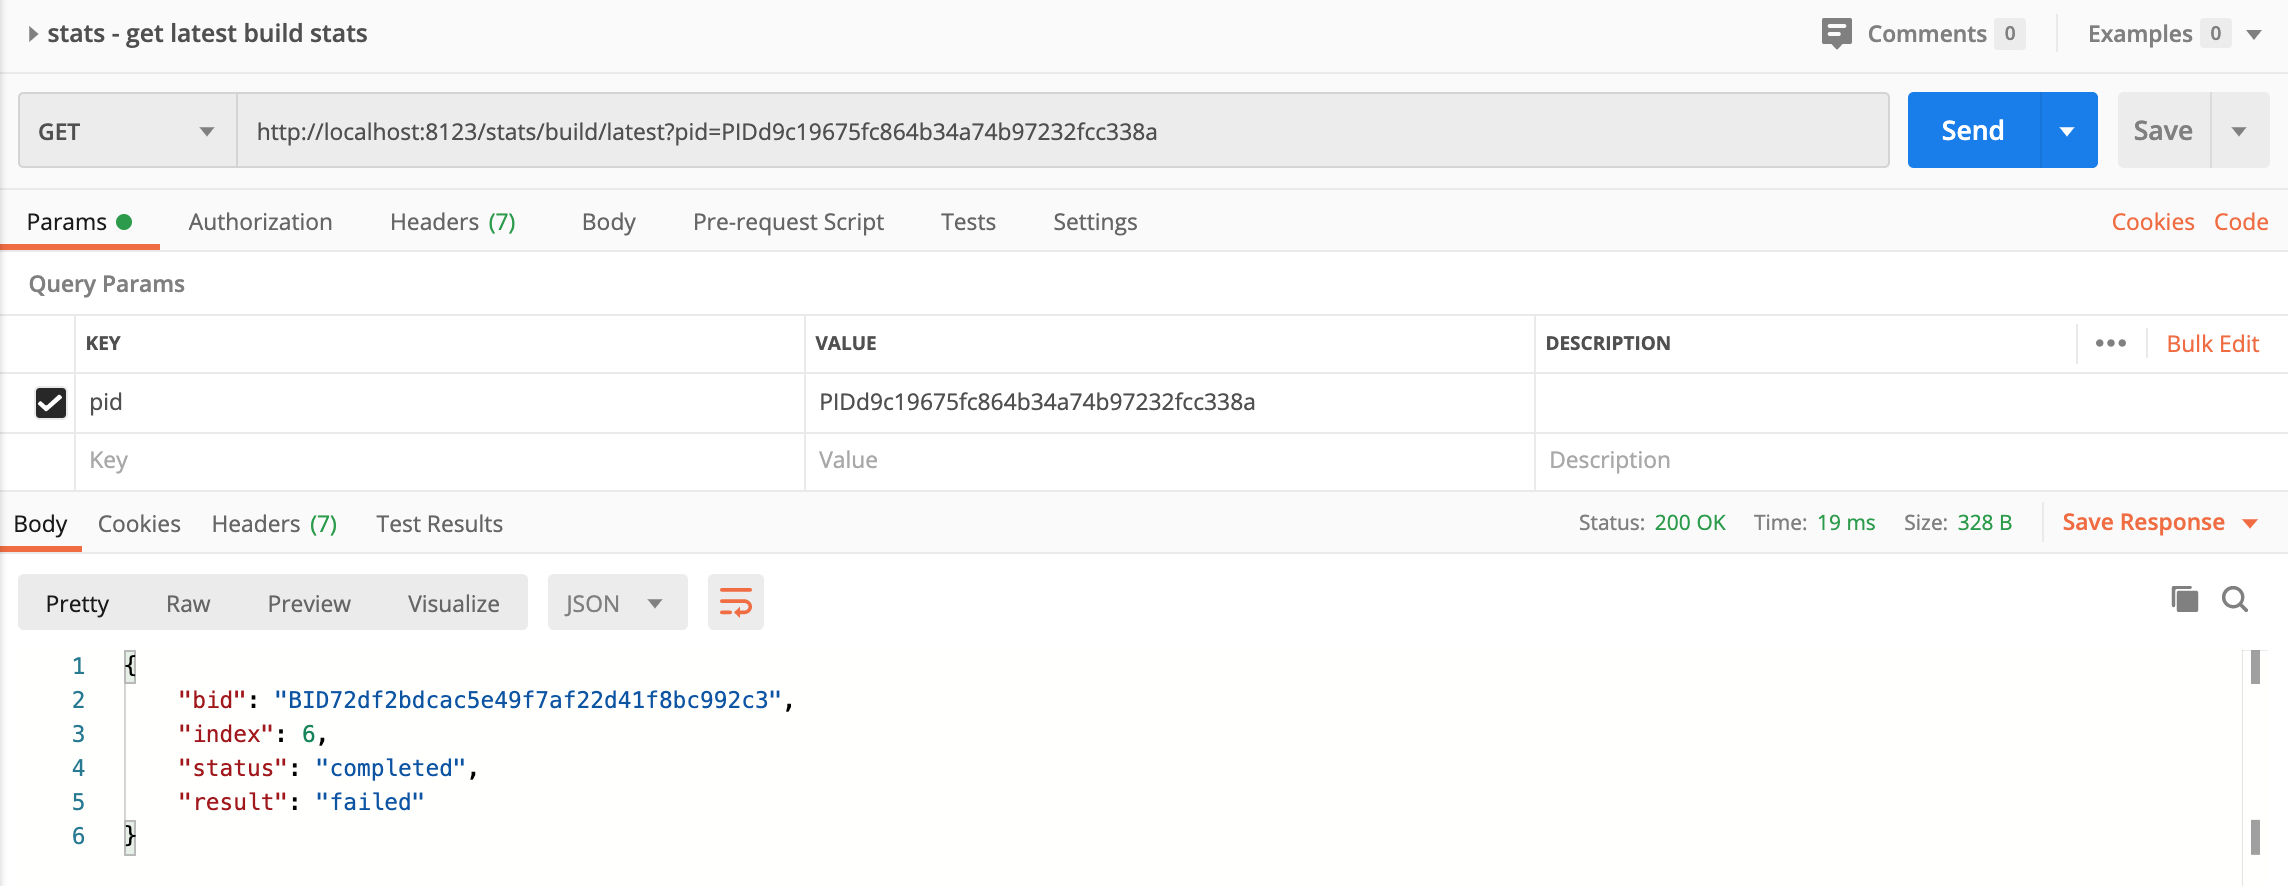 stats - get latest build stats
Comments 0
Examples 0
GET
http://localhost:8123/stats/build/latest?pid=PIDd9c19675fc864b34a74b97232fcc338a
Send
Save
Params Authorization Headers (7) Body Pre-request Script Tests Settings Cookies Code
Query Params
KEY VALUE DESCRIPTION ••• Bulk Edit
pid PIDd9c19675fc864b34a74b97232fcc338a
Key Value Description
Body Cookies Headers (7) Test Results Status: 200 OK Time: 19 ms Size: 328 B Save Response
Pretty Raw Preview Visualize JSON
1 {
2 "bid": "BID72df2bdcac5e49f7af22d41f8bc992c3",
3 "index": 6,
4 "status": "completed",
5 "result": "failed"
6 }